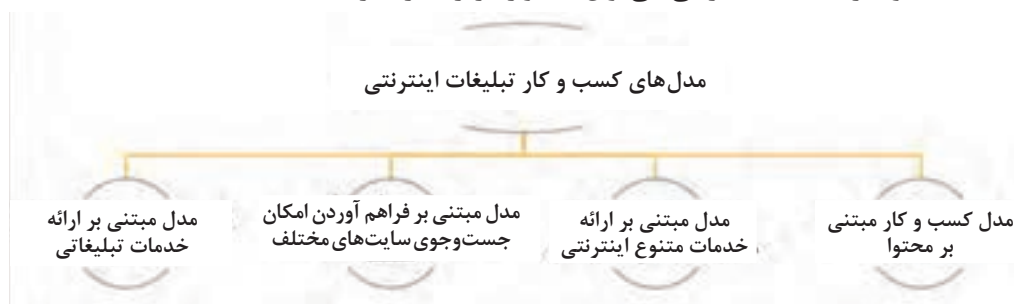 مدل‌های کسب و کار تبلیغات اینترنتی
مدل کسب و کار مبتنی
بر محتوا
مدل مبتنی بر ارائه
خدمات متنوع اینترنتی
مدل مبتنی بر فراهم آوردن امکان
جست‌وجوی سایت‌های مختلف
مدل مبتنی بر ارائه
خدمات تبلیغاتی